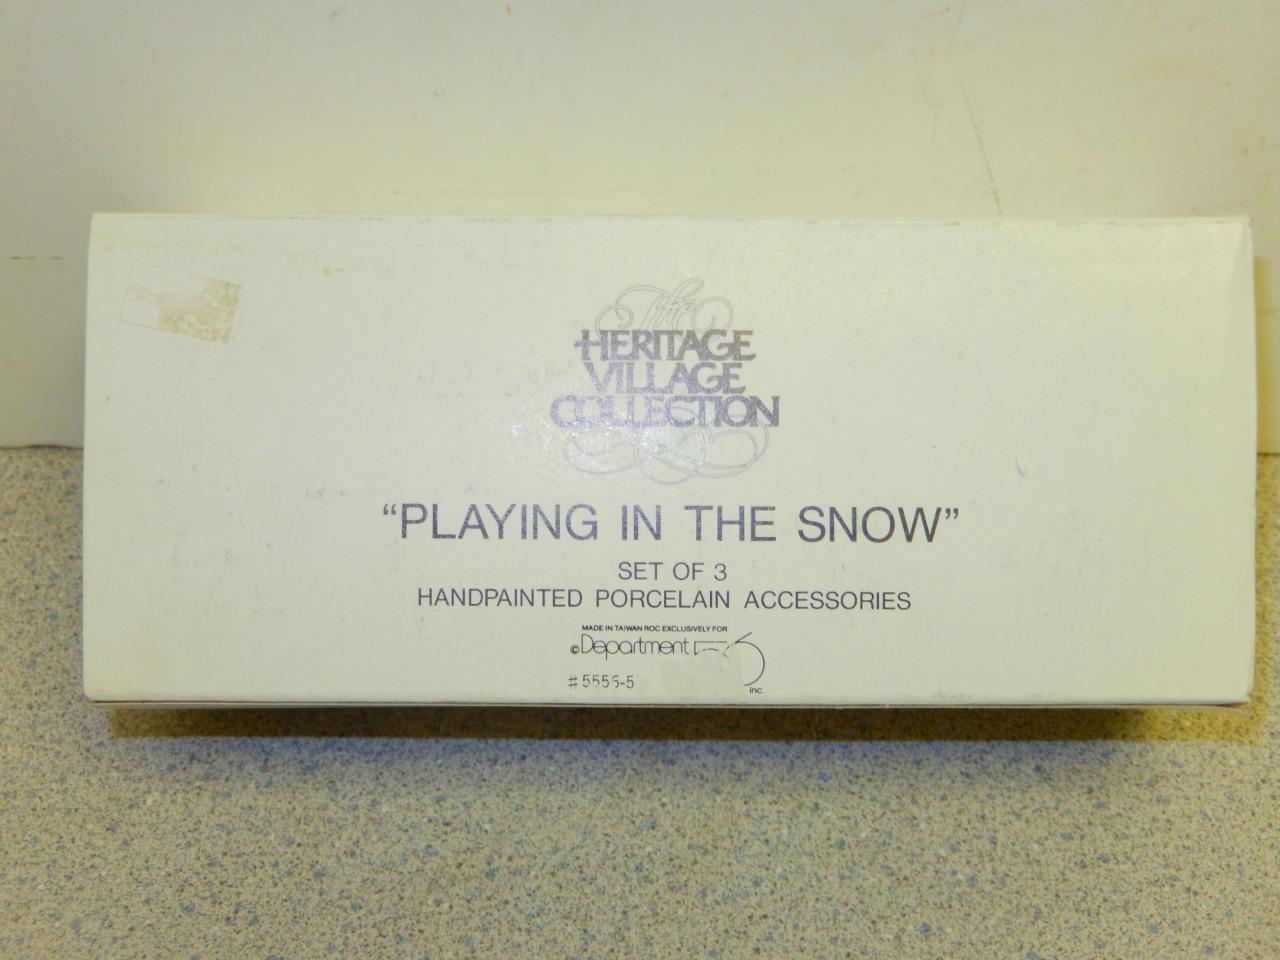 The
HERITAGE
VILLAGE
COLLECTION
“PLAYING IN THE SNOW”
SET OF 3
HANDPAINTED PORCELAIN ACCESSORIES
MADE IN TAIWAN ROC EXCLUSIVELY FOR
©Department 56
inc.
#5556-5